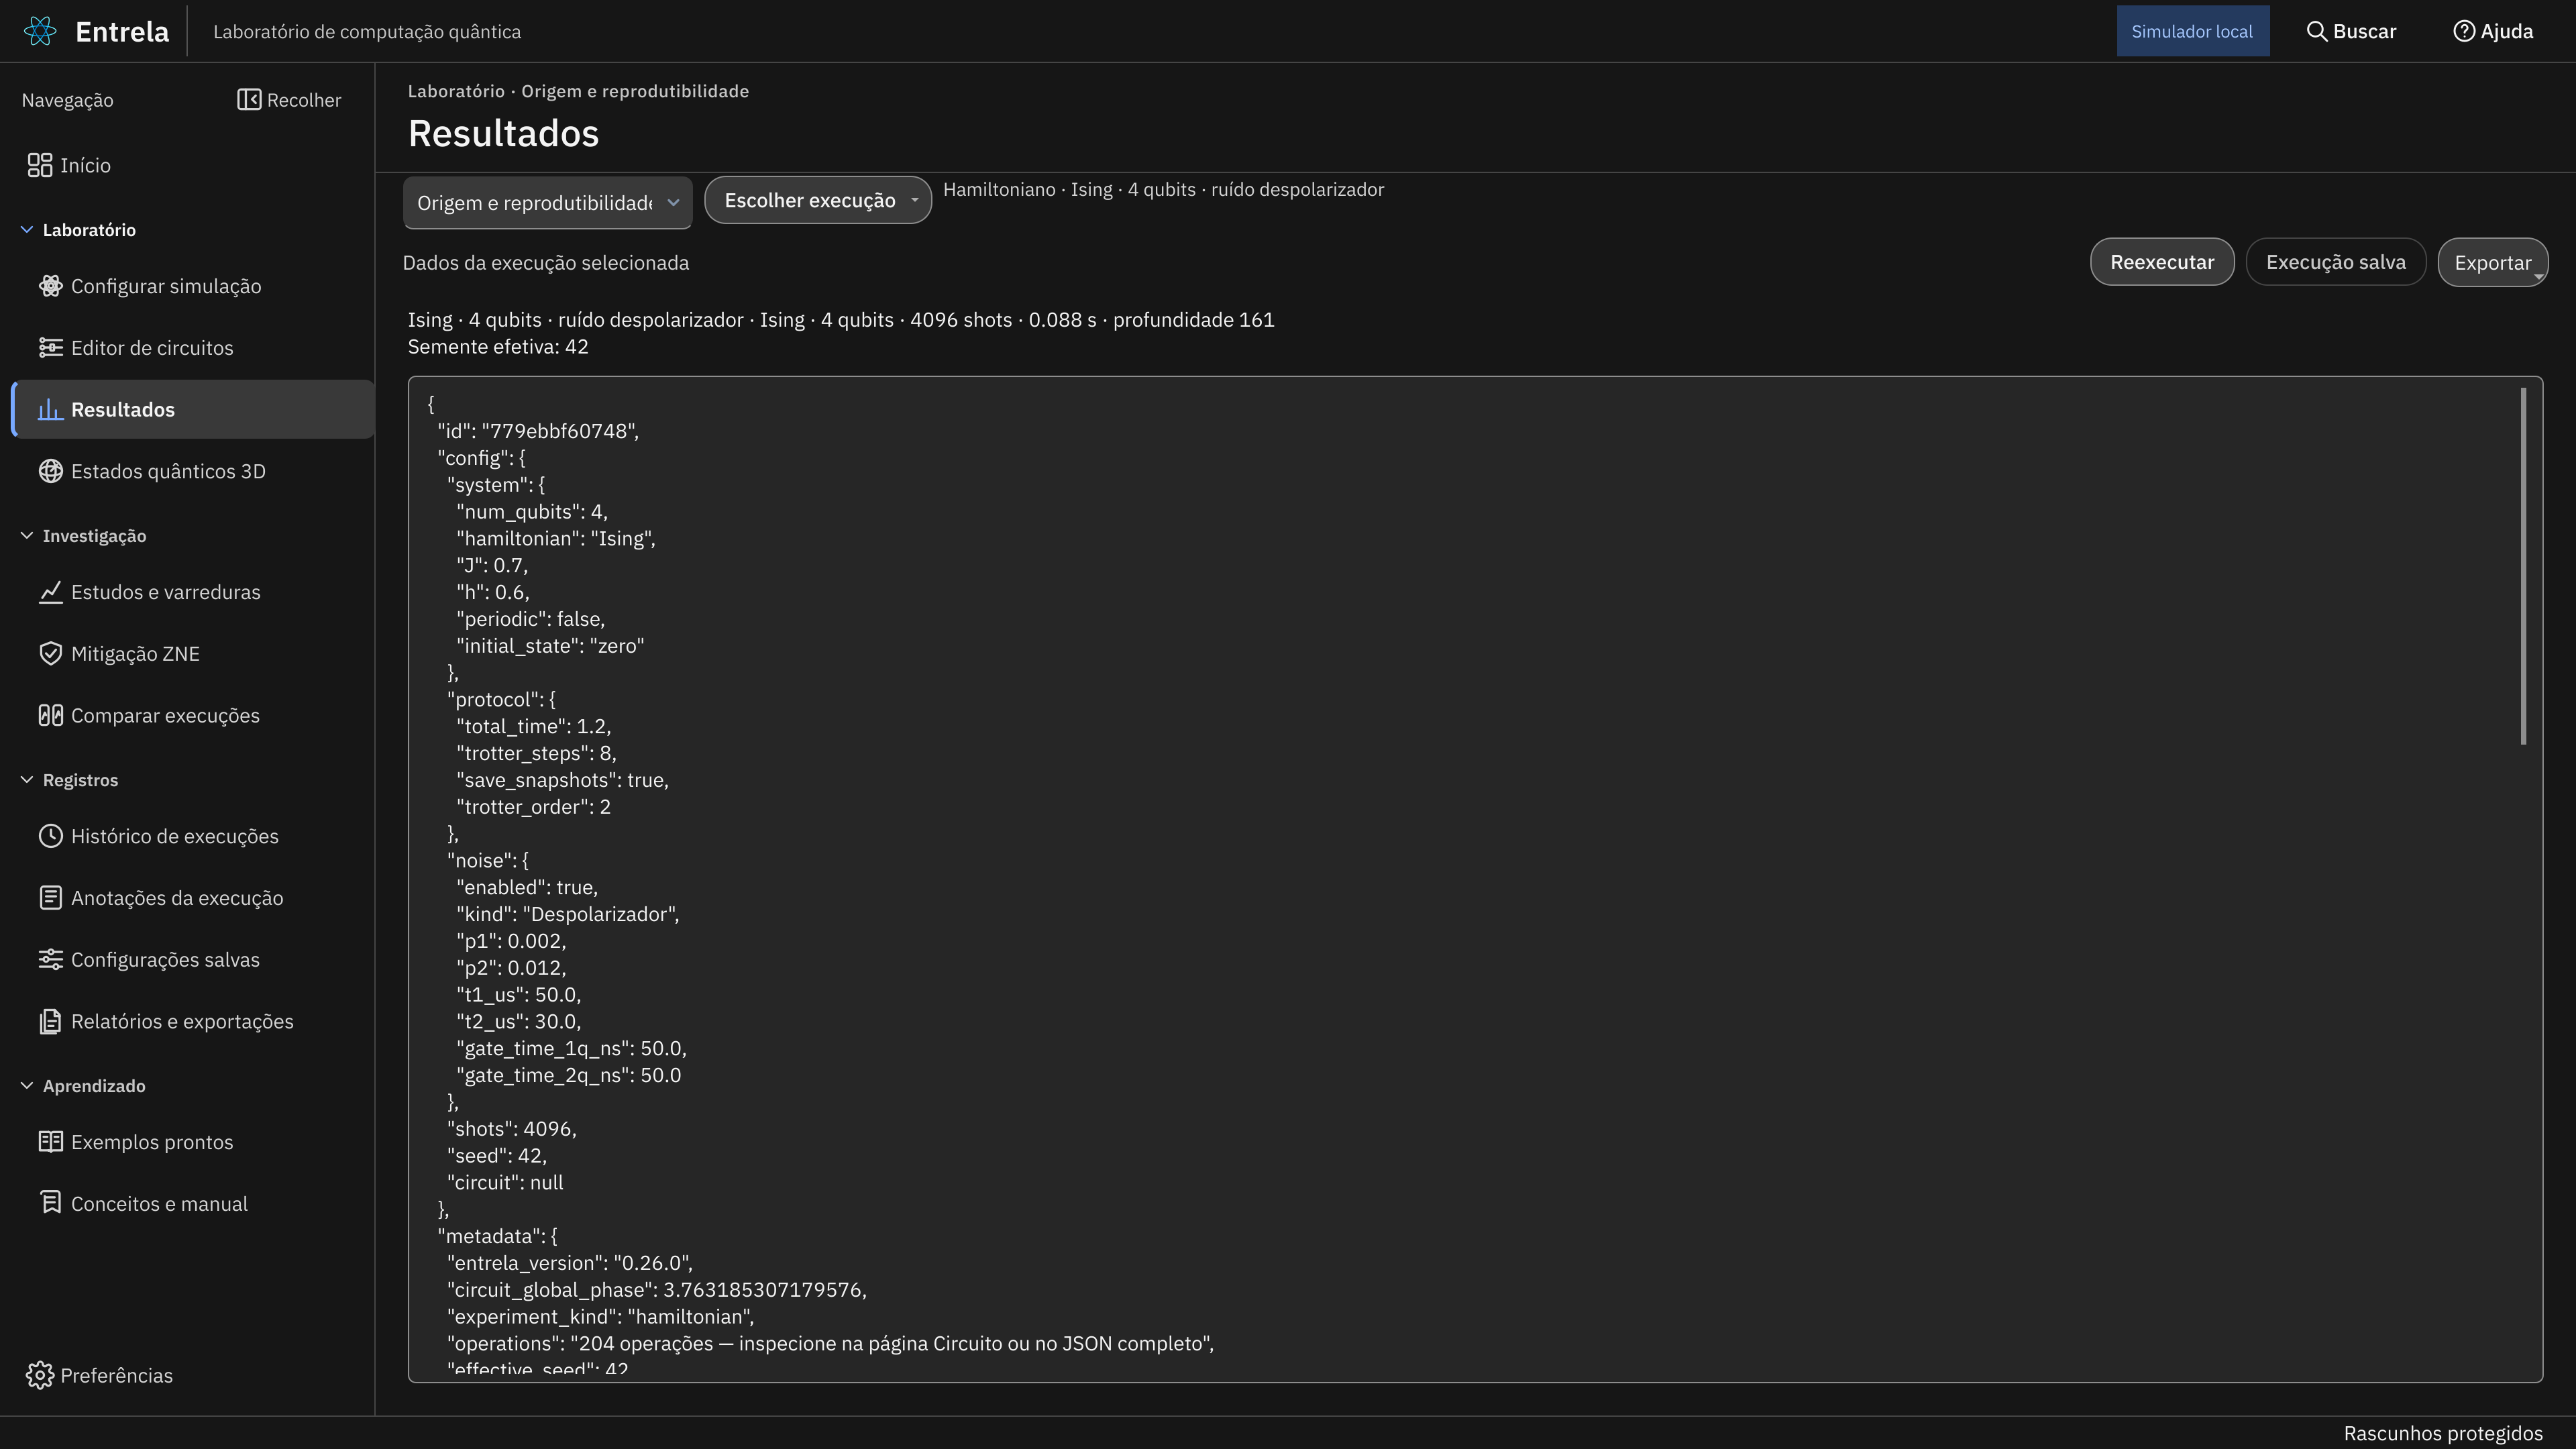 Entrela
Laboratório de computação quântica
Simulador local
Buscar
Ajuda
Navegação
Recolher
Início
Laboratório
Configurar simulação
Editor de circuitos
Resultados
Estados quânticos 3D
Investigação
Estudos e varreduras
Mitigação ZNE
Comparar execuções
Registros
Histórico de execuções
Anotações da execução
Configurações salvas
Relatórios e exportações
Aprendizado
Exemplos prontos
Conceitos e manual
Preferências
Laboratório · Origem e reprodutibilidade
Resultados
Origem e reprodutibilidade
Escolher execução
Hamiltoniano · Ising · 4 qubits · ruído despolarizador
Dados da execução selecionada
Reexecutar
Execução salva
Exportar
Ising · 4 qubits · ruído despolarizador · Ising · 4 qubits · 4096 shots · 0.088 s · profundidade 161
Semente efetiva: 42
{
"id": "779ebbf60748",
"config": {
"system": {
"num_qubits": 4,
"hamiltonian": "Ising",
"J": 0.7,
"h": 0.6,
"periodic": false,
"initial_state": "zero"
},
"protocol": {
"total_time": 1.2,
"trotter_steps": 8,
"save_snapshots": true,
"trotter_order": 2
},
"noise": {
"enabled": true,
"kind": "Despolarizador",
"p1": 0.002,
"p2": 0.012,
"t1_us": 50.0,
"t2_us": 30.0,
"gate_time_1q_ns": 50.0,
"gate_time_2q_ns": 50.0
},
"shots": 4096,
"seed": 42,
"circuit": null
},
"metadata": {
"entrela_version": "0.26.0",
"circuit_global_phase": 3.763185307179576,
"experiment_kind": "hamiltonian",
"operations": "204 operações — inspecione na página Circuito ou no JSON completo",
"effective_seed": 42
Rascunhos protegidos